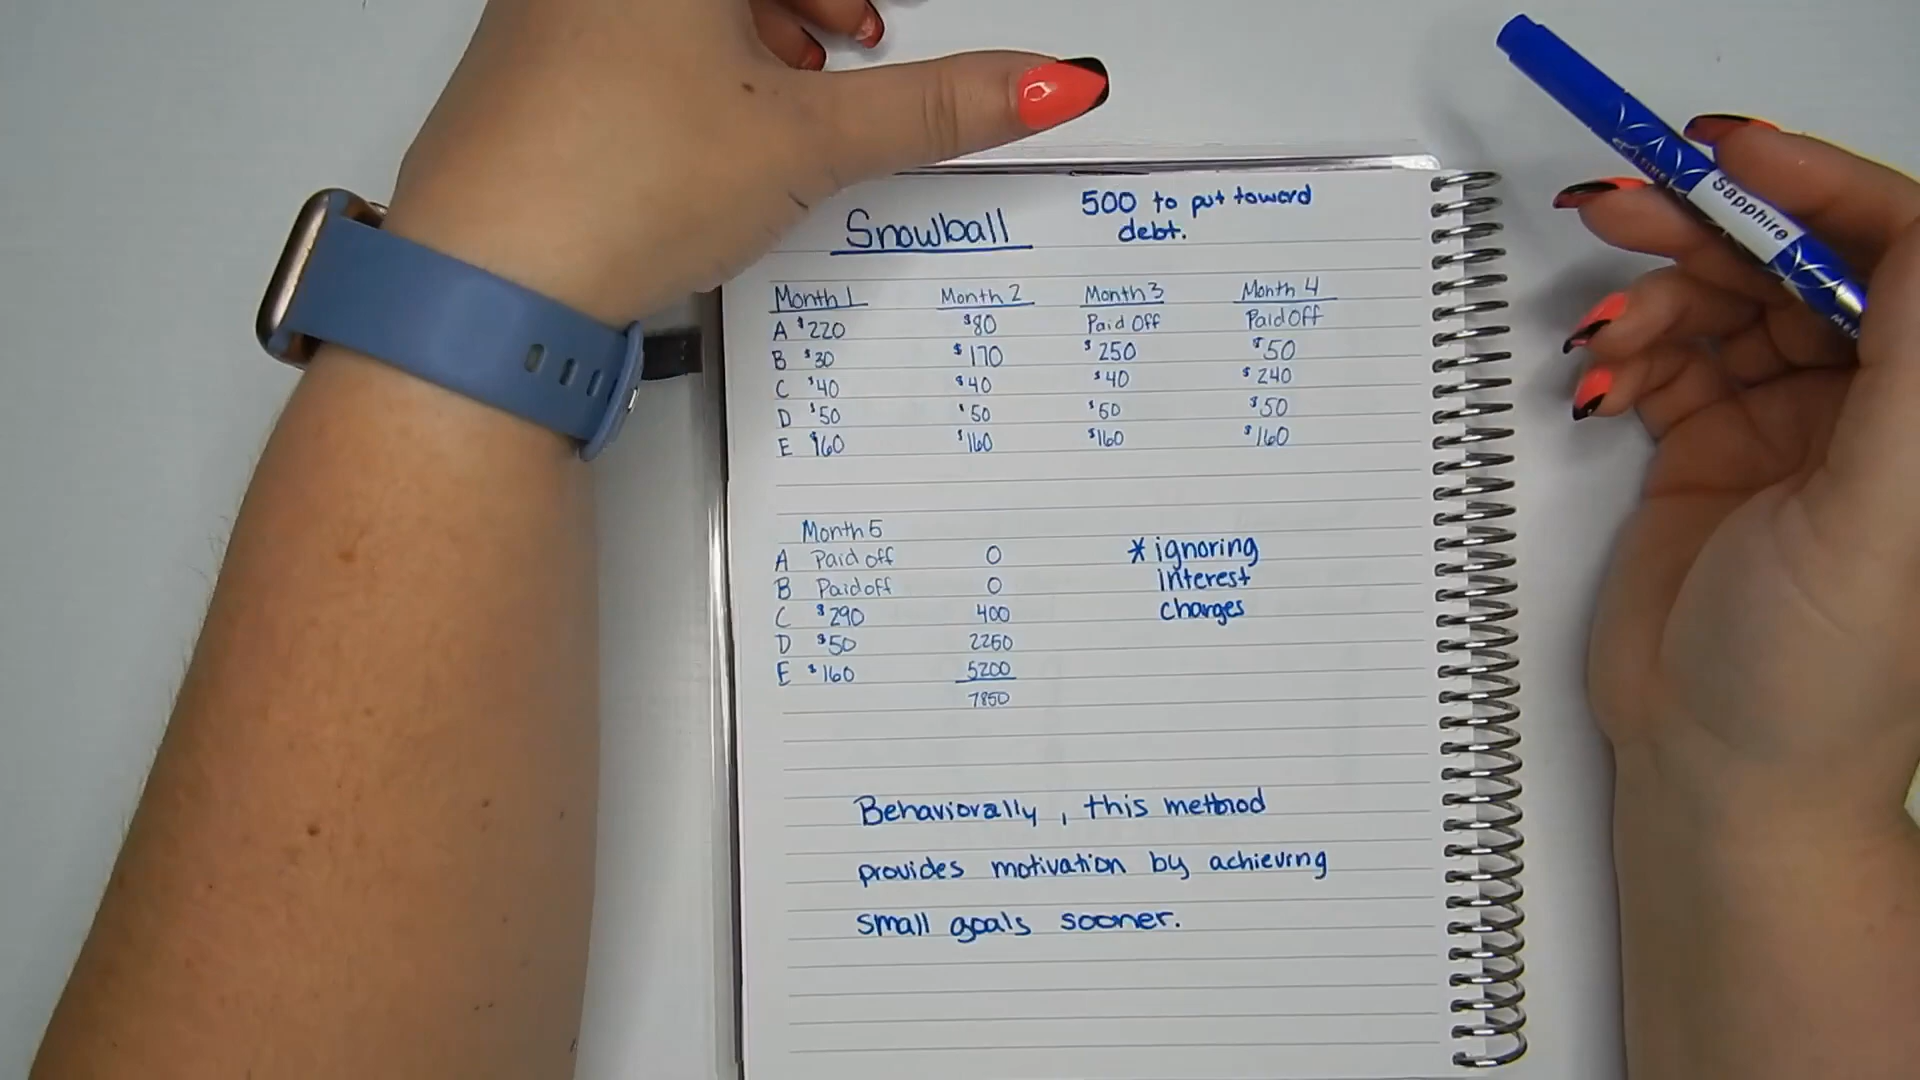 Snowball
500 to put toward
debt.
Month 1 Month 2 Month 3 Month 4
A $220 $80 Paid Off Paid Off
B $30 $170 $250 $50
C $40 $40 $40 $240
D $50 $50 $50 $50
E $160 $160 $160 $160
Month 5
A Paid off 0
B Paid off 0
C $290 400
D $50 2250
E $160 5200
7850
* ignoring
interest
charges
Behaviorally, this method
provides motivation by achieving
small goals sooner.
Sapphire